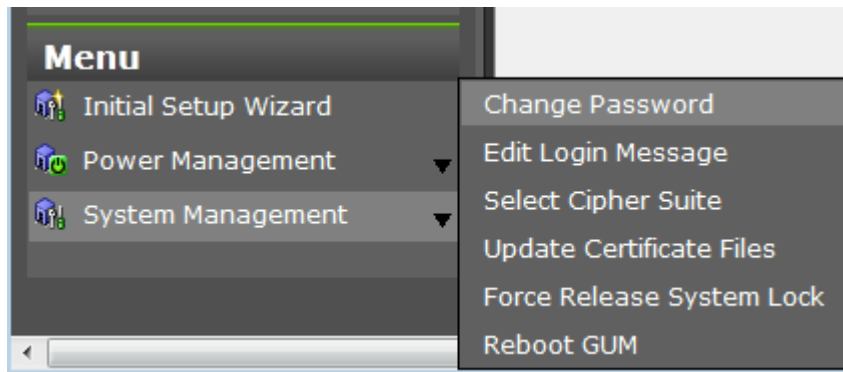 Menu
Initial Setup Wizard
Power Management
System Management
Change Password
Edit Login Message
Select Cipher Suite
Update Certificate Files
Force Release System Lock
Reboot GUM